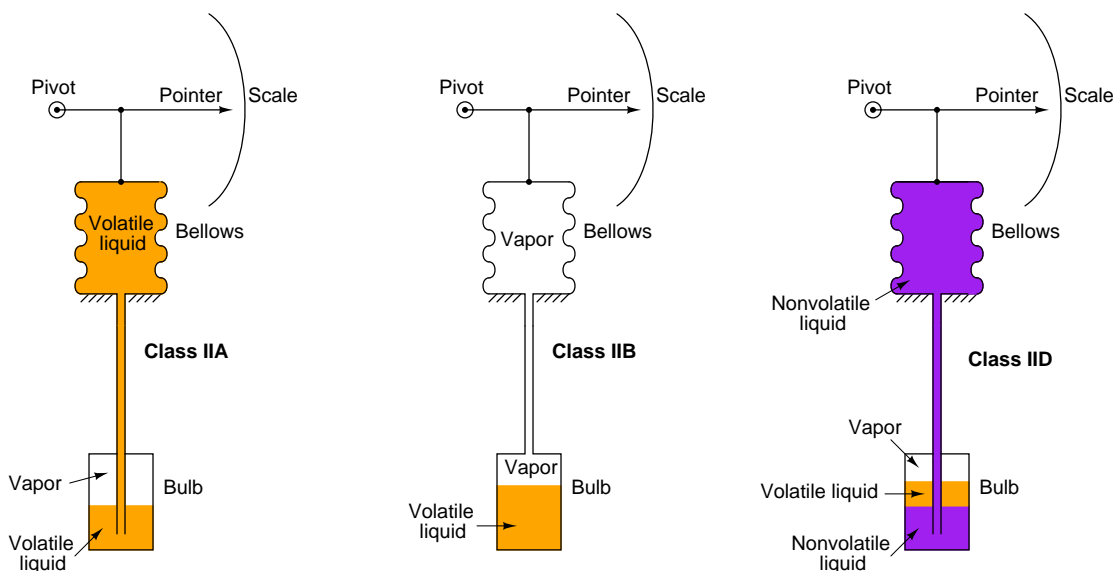 Pivot
Pointer
Scale
Volatile
liquid
Bellows
Class IIA
Vapor
Bulb
Volatile
liquid
Pivot
Pointer
Scale
Vapor
Bellows
Class IIB
Vapor
Bulb
Volatile
liquid
Pivot
Pointer
Scale
Bellows
Nonvolatile
liquid
Class IID
Vapor
Volatile liquid
Bulb
Nonvolatile
liquid